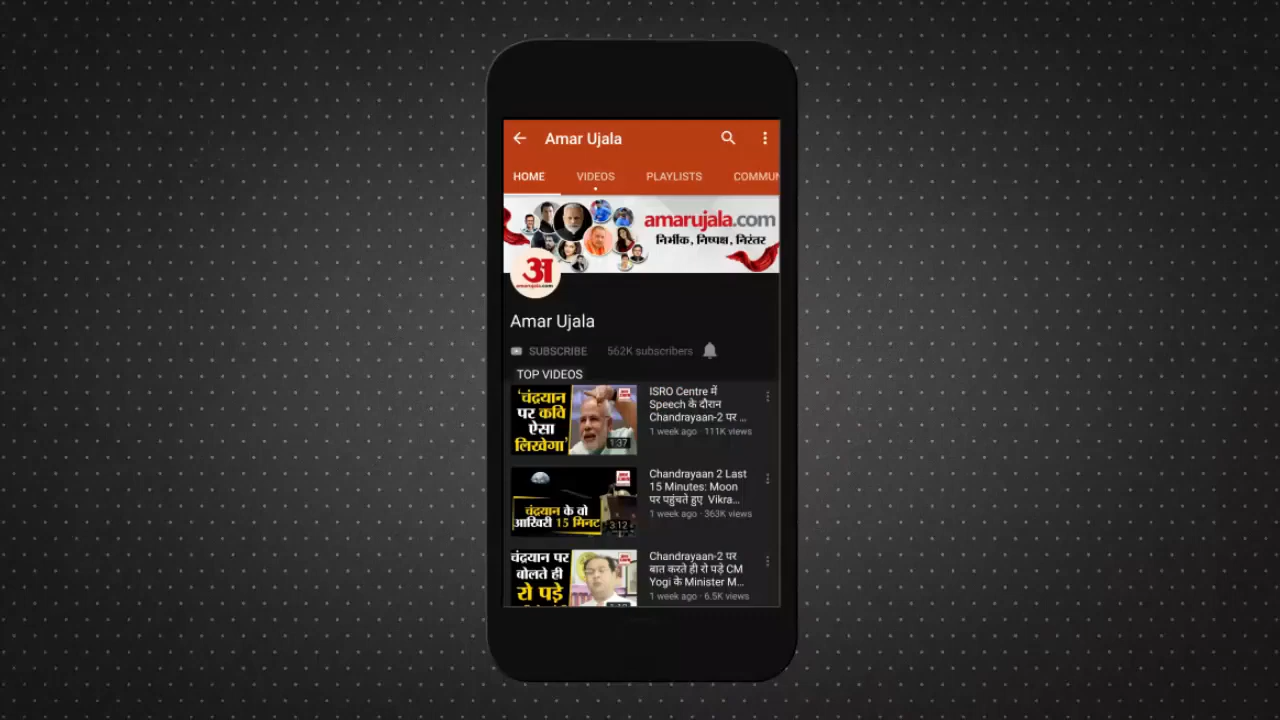 Amar Ujala
HOME VIDEOS PLAYLISTS COMMUN
amarujala.com
निर्भीक, निष्पक्ष, निरंतर
अ
amarujala.com
Amar Ujala
SUBSCRIBE 562K subscribers
TOP VIDEOS
'चंद्रयान
पर कवि
ऐसा
लिखेगा'
1:37
ISRO Centre में
Speech के दौरान
Chandrayaan-2 पर ...
1 week ago · 111K views
चंद्रयान के वो
आखिरी 15 मिनट
3:12
Chandrayaan 2 Last
15 Minutes: Moon
पर पहुंचते हुए Vikra...
1 week ago · 363K views
चंद्रयान पर
बोलते ही
रो पड़े
Chandrayaan-2 पर
बात करते ही रो पड़े CM
Yogi के Minister M...
1 week ago · 6.5K views